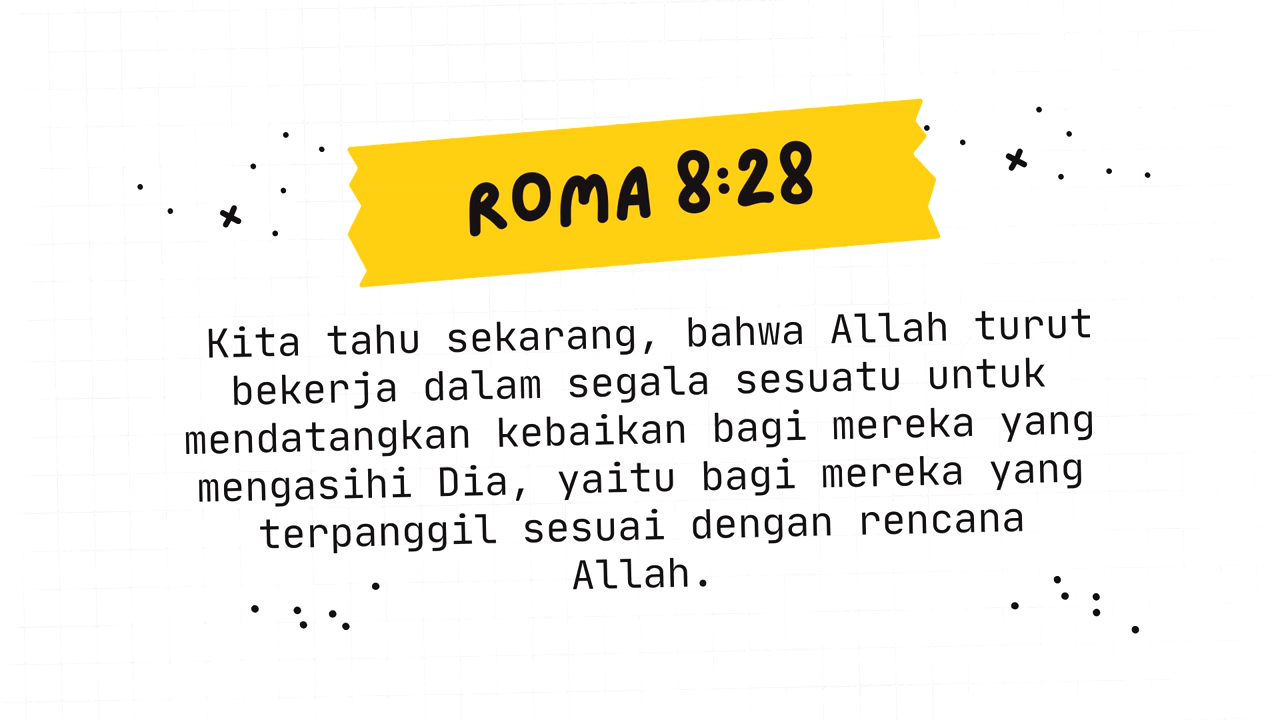 ROMA 8:28
Kita tahu sekarang, bahwa Allah turut
bekerja dalam segala sesuatu untuk
mendatangkan kebaikan bagi mereka yang
mengasihi Dia, yaitu bagi mereka yang
terpanggil sesuai dengan rencana
Allah.